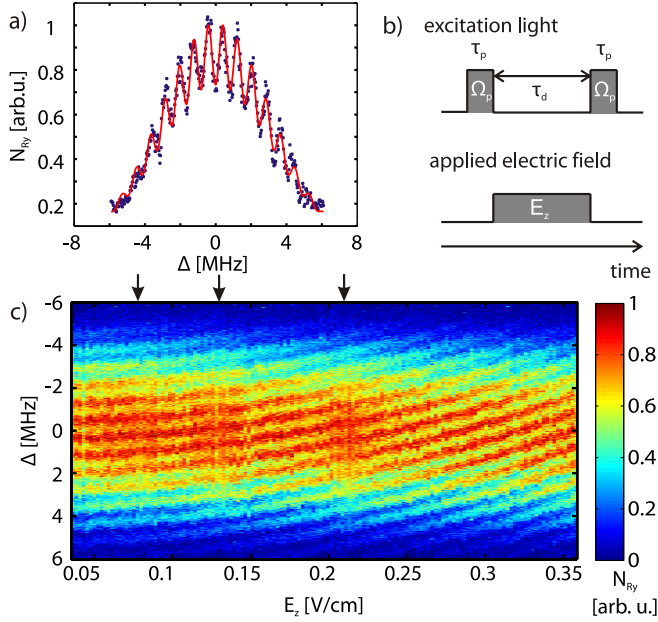 a)
1
0.8
0.6
0.4
0.2
N_Ry [arb.u.]
-8
-4
0
4
8
Δ [MHz]
b)
excitation light
τ_p
τ_p
Ω_p
τ_d
Ω_p
applied electric field
E_z
time
c)
-6
-4
-2
0
2
4
6
Δ [MHz]
0.05
0.10
0.15
0.2
0.25
0.30
0.35
E_z [V/cm]
1
0.8
0.6
0.4
0.2
0
N_Ry
[arb. u.]